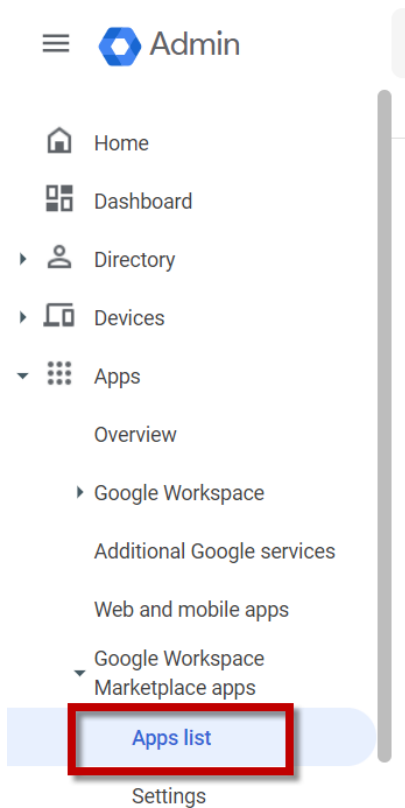 Admin
Home
Dashboard
Directory
Devices
Apps
Overview
Google Workspace
Additional Google services
Web and mobile apps
Google Workspace
Marketplace apps
Apps list
Settings